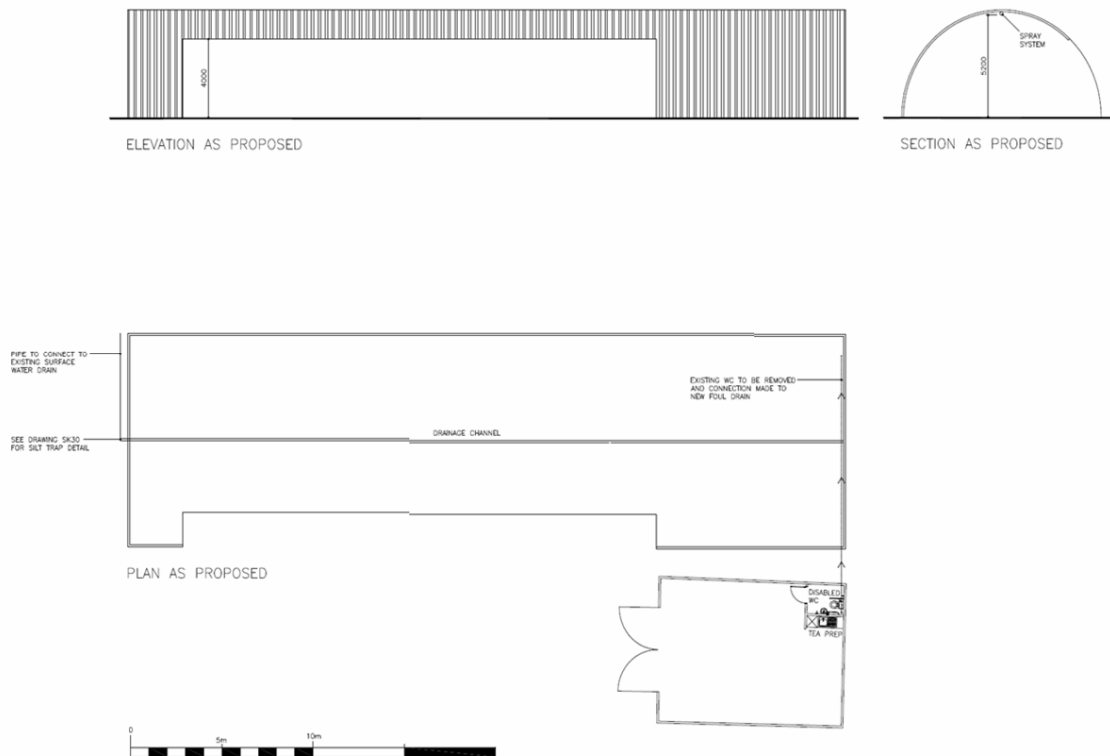 4000
5200
SPRAY
SYSTEM
ELEVATION AS PROPOSED
SECTION AS PROPOSED
PIPE TO CONNECT TO
EXISTING SURFACE
WATER DRAIN
EXISTING WC TO BE REMOVED
AND CONNECTION MADE TO
NEW FOUL DRAIN
SEE DRAWING SK30
FOR SILT TRAP DETAIL
DRAINAGE CHANNEL
PLAN AS PROPOSED
DISABLED
WC
TEA PREP
0
5m
10m